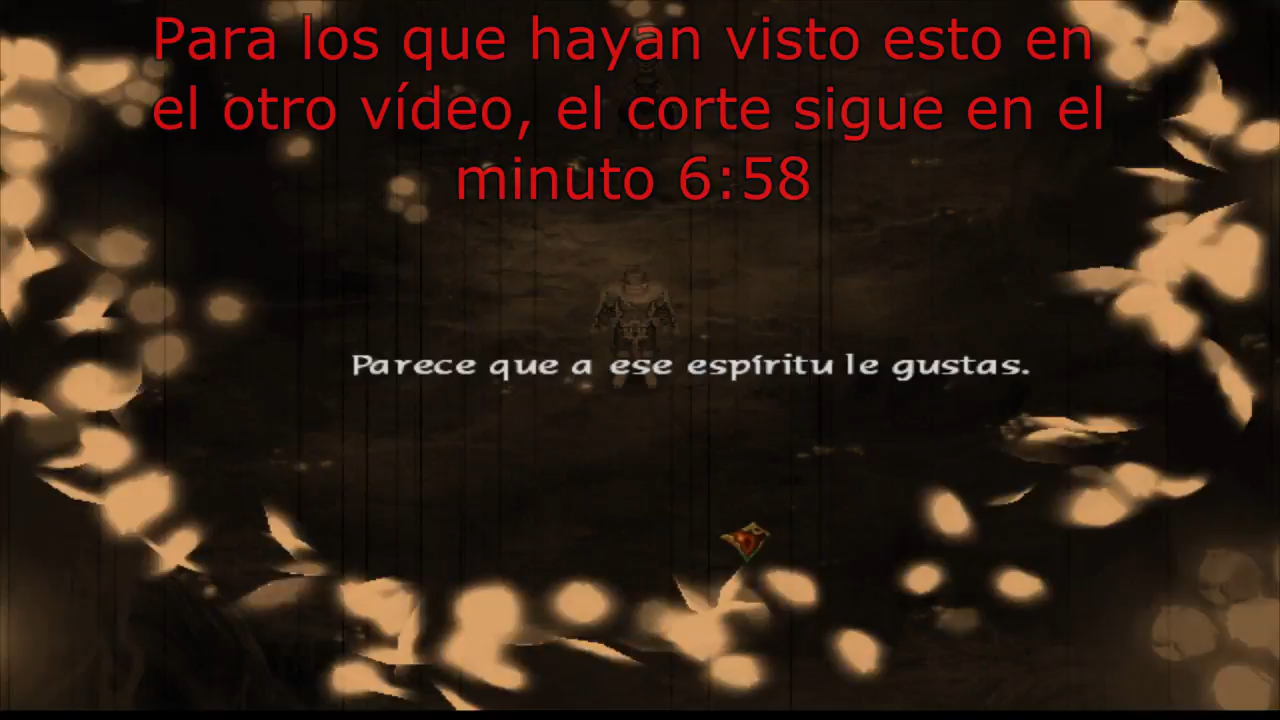 Para los que hayan visto esto en
el otro vídeo, el corte sigue en el
minuto 6:58
Parece que a ese espíritu le gustas.